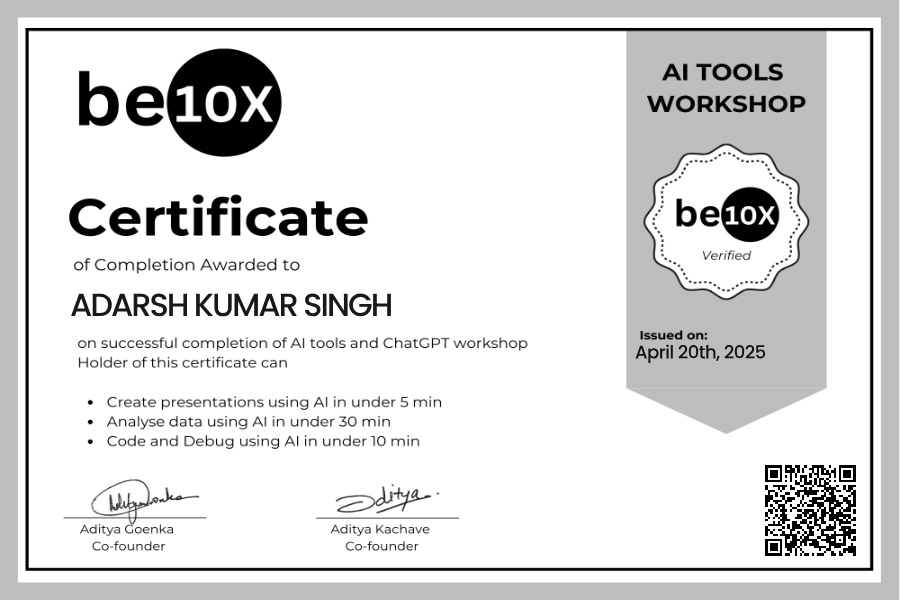 be10X
Certificate
of Completion Awarded to
ADARSH KUMAR SINGH
on successful completion of AI tools and ChatGPT workshop
Holder of this certificate can
• Create presentations using AI in under 5 min
• Analyse data using AI in under 30 min
• Code and Debug using AI in under 10 min
Aditya Goenka
Co-founder
Aditya.
Aditya Kachave
Co-founder
AI TOOLS
WORKSHOP
be10X
Verified
Issued on:
April 20th, 2025